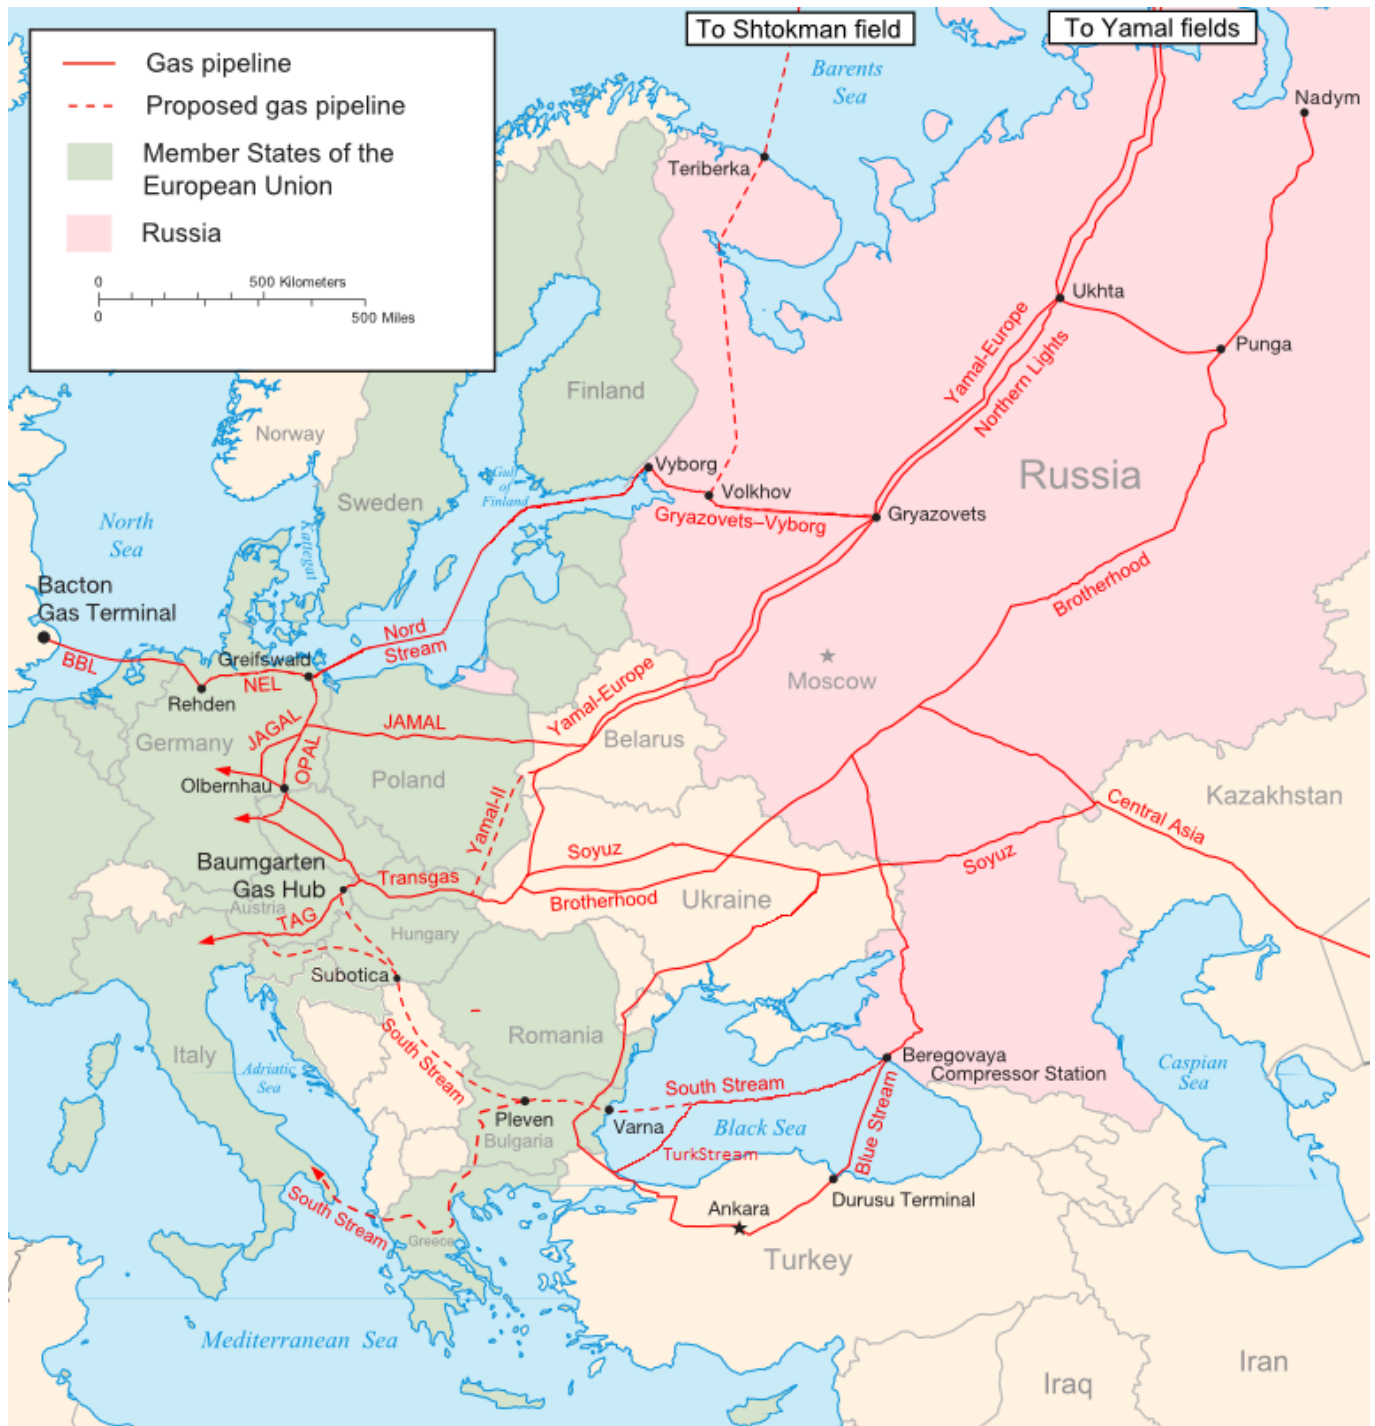 To Shtokman field
To Yamal fields
Gas pipeline
Proposed gas pipeline
Member States of the
European Union
Russia
0
500 Kilometers
0
500 Miles
Barents
Sea
Nadym
Teriberka
Ukhta
Punga
Yamal-Europe
Northern Lights
Finland
Norway
Sweden
Russia
Vyborg
Volkhov
Gulf
of
Finland
Gryazovets–Vyborg
Gryazovets
North
Sea
Kattegat
Brotherhood
Bacton
Gas Terminal
BBL
Greifswald
NEL
Rehden
Nord
Stream
Moscow
Yamal-Europe
Belarus
JAGAL
JAMAL
Germany
OPAL
Poland
Olbernhau
Yamal-II
Kazakhstan
Central Asia
Soyuz
Soyuz
Baumgarten
Gas Hub
Transgas
Brotherhood
Ukraine
Austria
TAG
Hungary
Subotica
Romania
Italy
Adriatic
Sea
South Stream
Beregovaya
Compressor Station
Caspian
Sea
South Stream
Pleven
Bulgaria
Varna
Black Sea
TurkStream
Blue Stream
South Stream
Greece
Ankara
Durusu Terminal
Turkey
Mediterranean Sea
Iraq
Iran